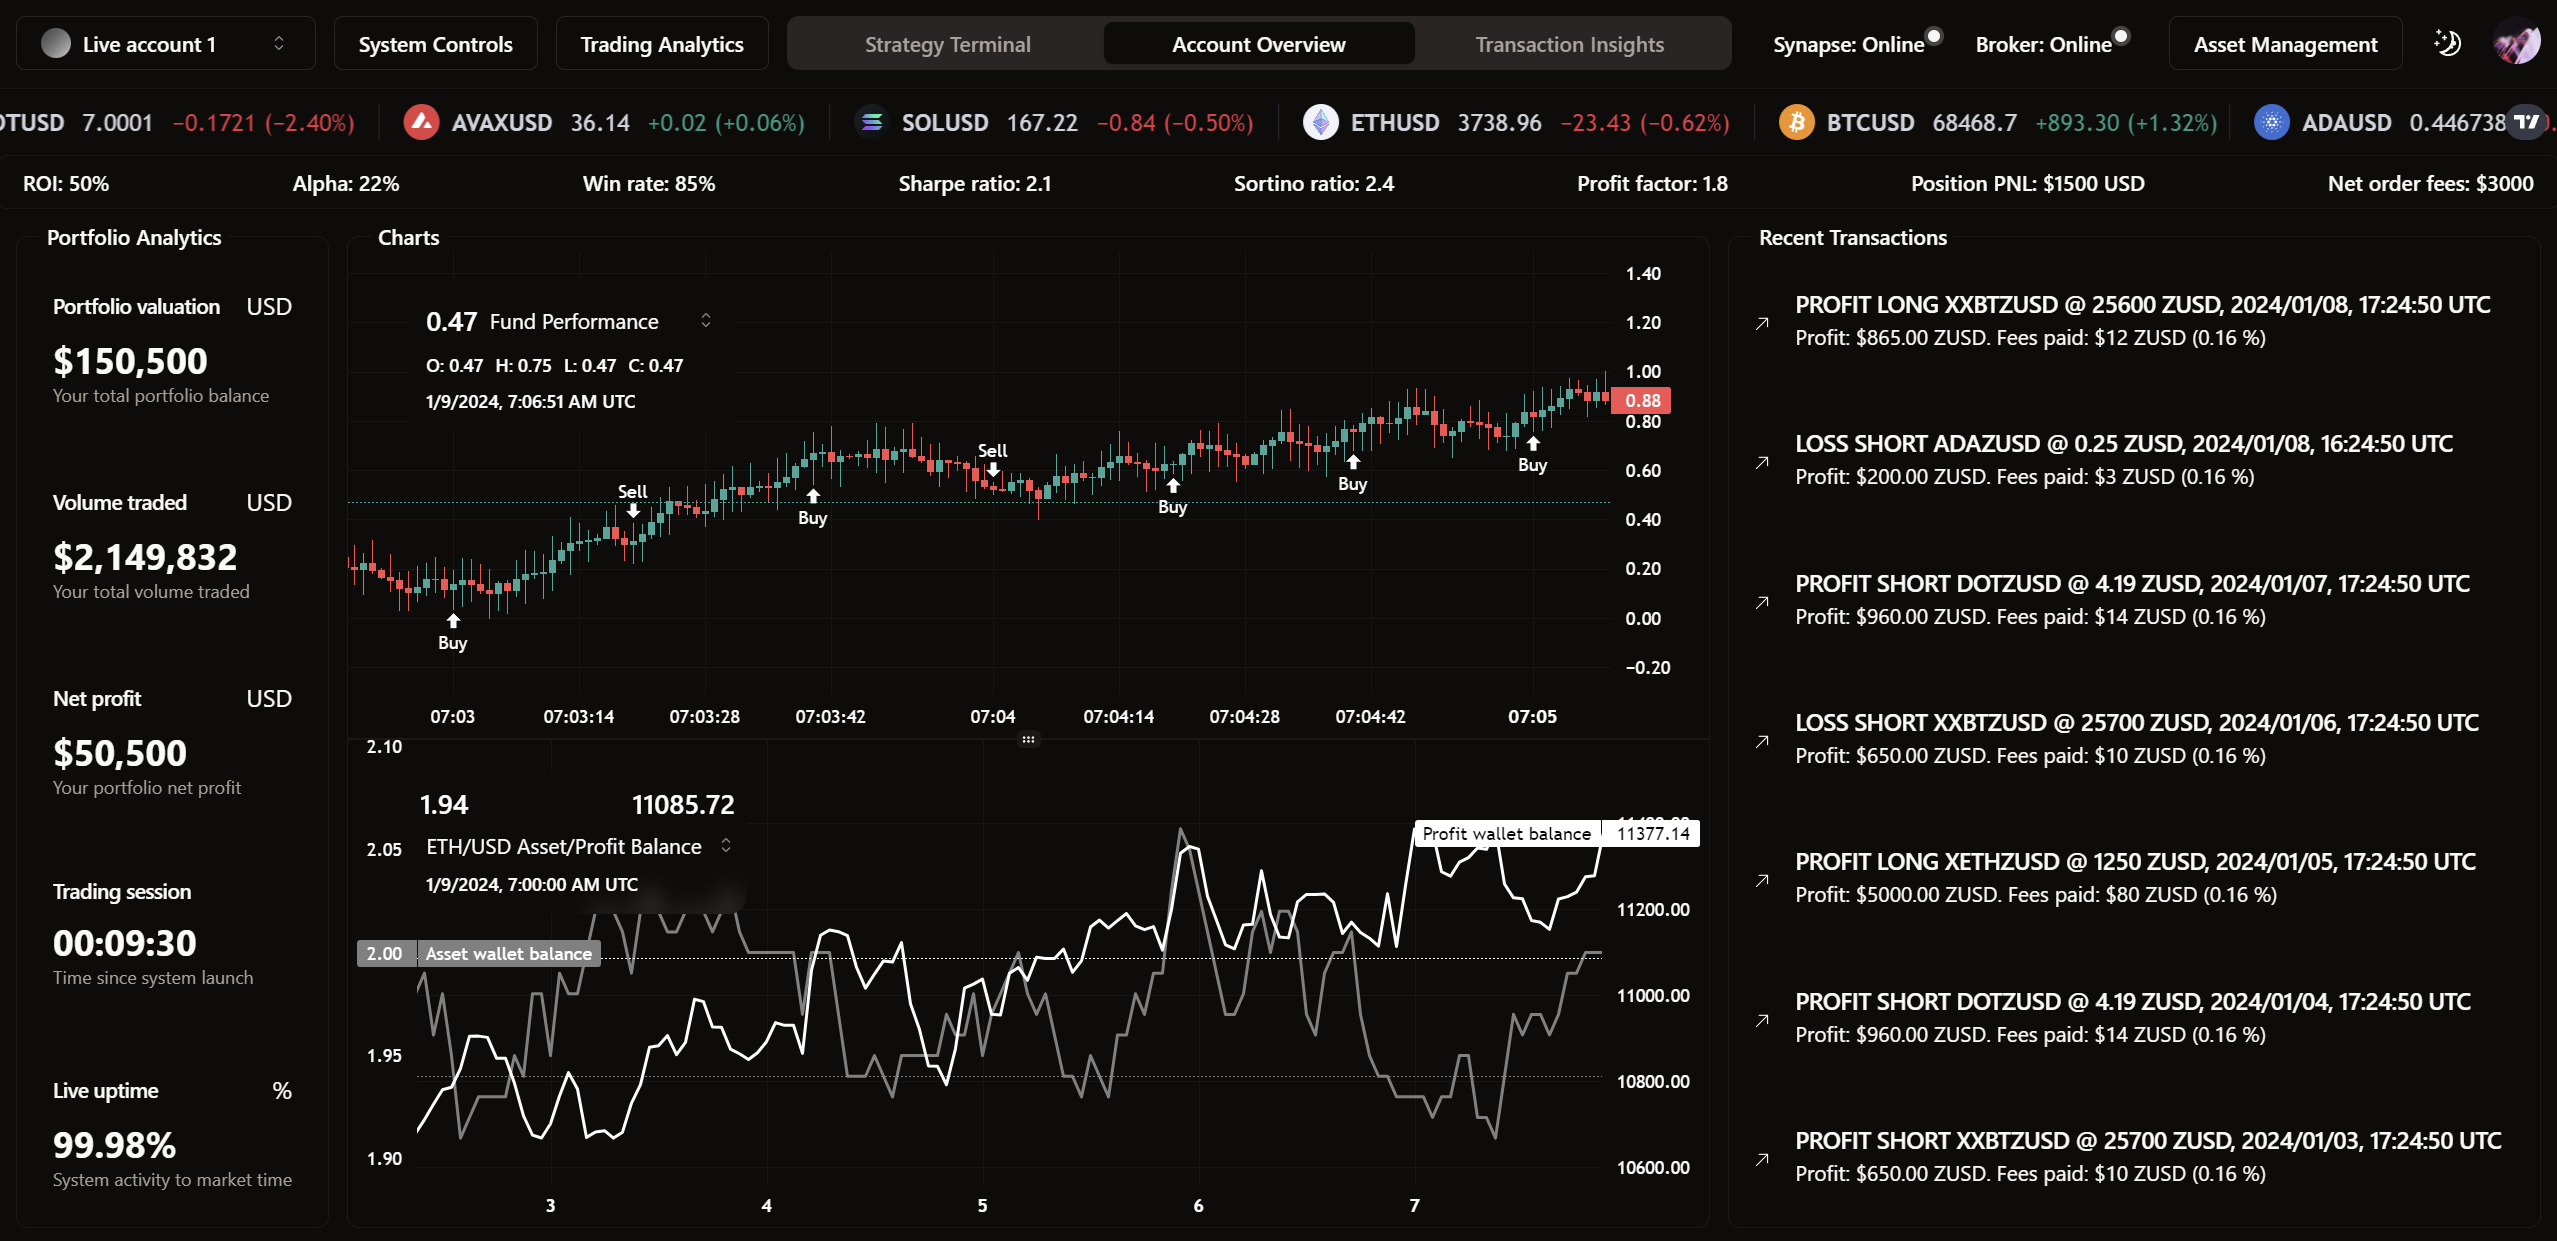 Live account 1
System Controls
Trading Analytics
Strategy Terminal
Account Overview
Transaction Insights
Synapse: Online
Broker: Online
Asset Management
OTUSD 7.0001 −0.1721 (−2.40%)
AVAXUSD 36.14 +0.02 (+0.06%)
SOLUSD 167.22 −0.84 (−0.50%)
ETHUSD 3738.96 −23.43 (−0.62%)
BTCUSD 68468.7 +893.30 (+1.32%)
ADAUSD 0.446738
ROI: 50%
Alpha: 22%
Win rate: 85%
Sharpe ratio: 2.1
Sortino ratio: 2.4
Profit factor: 1.8
Position PNL: $1500 USD
Net order fees: $3000
Portfolio Analytics
Portfolio valuation USD
$150,500
Your total portfolio balance
Volume traded USD
$2,149,832
Your total volume traded
Net profit USD
$50,500
Your portfolio net profit
Trading session
00:09:30
Time since system launch
Live uptime %
99.98%
System activity to market time
Charts
0.47 Fund Performance
O: 0.47 H: 0.75 L: 0.47 C: 0.47
1/9/2024, 7:06:51 AM UTC
Buy
Sell
Buy
Sell
Buy
Buy
Buy
1.40
1.20
1.00
0.88
0.80
0.60
0.40
0.20
0.00
−0.20
07:03
07:03:14
07:03:28
07:03:42
07:04
07:04:14
07:04:28
07:04:42
07:05
1.94 11085.72
ETH/USD Asset/Profit Balance
1/9/2024, 7:00:00 AM UTC
2.10
2.05
2.00 Asset wallet balance
1.95
1.90
Profit wallet balance 11377.14
11200.00
11000.00
10800.00
10600.00
3
4
5
6
7
Recent Transactions
PROFIT LONG XXBTZUSD @ 25600 ZUSD, 2024/01/08, 17:24:50 UTC
Profit: $865.00 ZUSD. Fees paid: $12 ZUSD (0.16 %)
LOSS SHORT ADAZUSD @ 0.25 ZUSD, 2024/01/08, 16:24:50 UTC
Profit: $200.00 ZUSD. Fees paid: $3 ZUSD (0.16 %)
PROFIT SHORT DOTZUSD @ 4.19 ZUSD, 2024/01/07, 17:24:50 UTC
Profit: $960.00 ZUSD. Fees paid: $14 ZUSD (0.16 %)
LOSS SHORT XXBTZUSD @ 25700 ZUSD, 2024/01/06, 17:24:50 UTC
Profit: $650.00 ZUSD. Fees paid: $10 ZUSD (0.16 %)
PROFIT LONG XETHZUSD @ 1250 ZUSD, 2024/01/05, 17:24:50 UTC
Profit: $5000.00 ZUSD. Fees paid: $80 ZUSD (0.16 %)
PROFIT SHORT DOTZUSD @ 4.19 ZUSD, 2024/01/04, 17:24:50 UTC
Profit: $960.00 ZUSD. Fees paid: $14 ZUSD (0.16 %)
PROFIT SHORT XXBTZUSD @ 25700 ZUSD, 2024/01/03, 17:24:50 UTC
Profit: $650.00 ZUSD. Fees paid: $10 ZUSD (0.16 %)